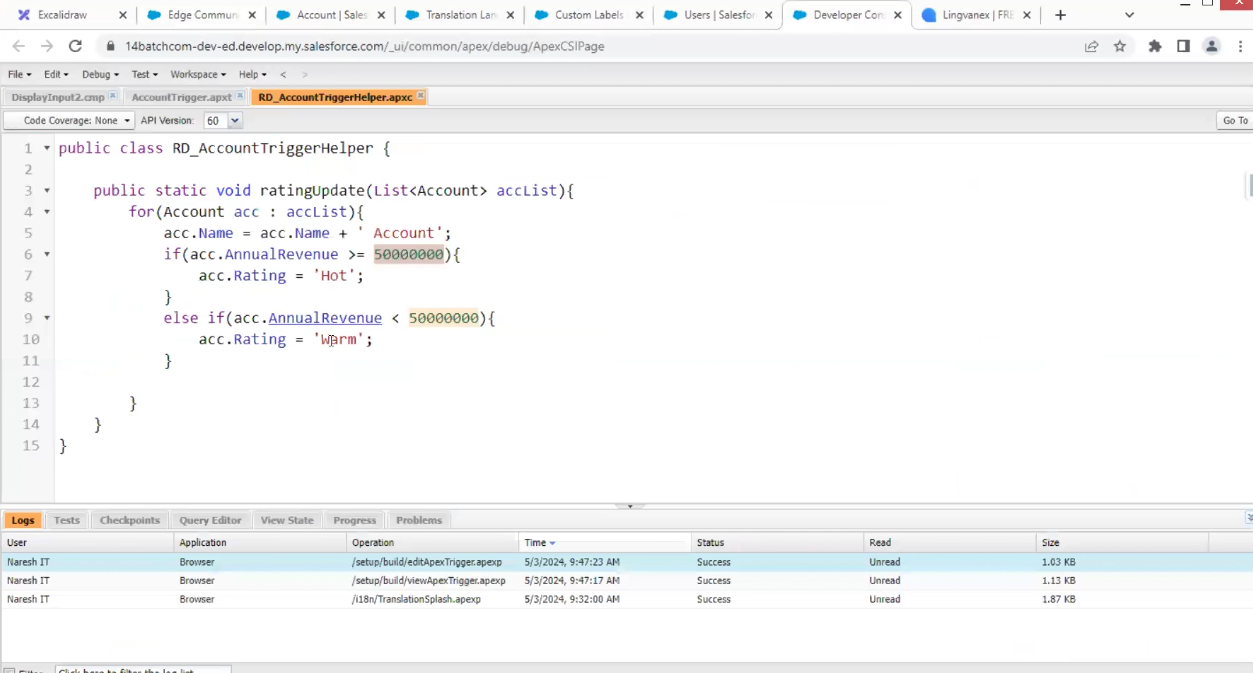 Excalidraw
Edge Commun
Account | Sales
Translation Lan
Custom Labels
Users | Salesfor
Developer Con
Lingvanex | FRE
14batchcom-dev-ed.develop.my.salesforce.com/_ui/common/apex/debug/ApexCSIPage
File Edit Debug Test Workspace Help < >
DisplayInput2.cmp AccountTrigger.apxt RD_AccountTriggerHelper.apxc
Code Coverage: None API Version: 60 Go To
1 public class RD_AccountTriggerHelper {
2
3 public static void ratingUpdate(List<Account> accList){
4 for(Account acc : accList){
5 acc.Name = acc.Name + ' Account';
6 if(acc.AnnualRevenue >= 50000000){
7 acc.Rating = 'Hot';
8 }
9 else if(acc.AnnualRevenue < 50000000){
10 acc.Rating = 'Warm';
11 }
12
13 }
14 }
15 }
Logs Tests Checkpoints Query Editor View State Progress Problems
User Application Operation Time Status Read Size
Naresh IT Browser /setup/build/editApexTrigger.apexp 5/3/2024, 9:47:23 AM Success Unread 1.03 KB
Naresh IT Browser /setup/build/viewApexTrigger.apexp 5/3/2024, 9:47:17 AM Success Unread 1.13 KB
Naresh IT Browser /i18n/TranslationSplash.apexp 5/3/2024, 9:32:00 AM Success Unread 1.87 KB
Filter Click here to filter the log list